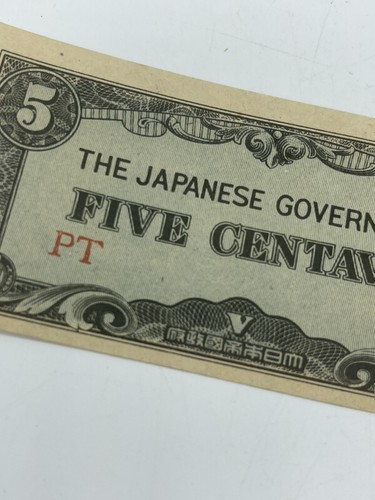 5
THE JAPANESE GOVERN
FIVE CENTAV
PT
V
大日本帝國政府